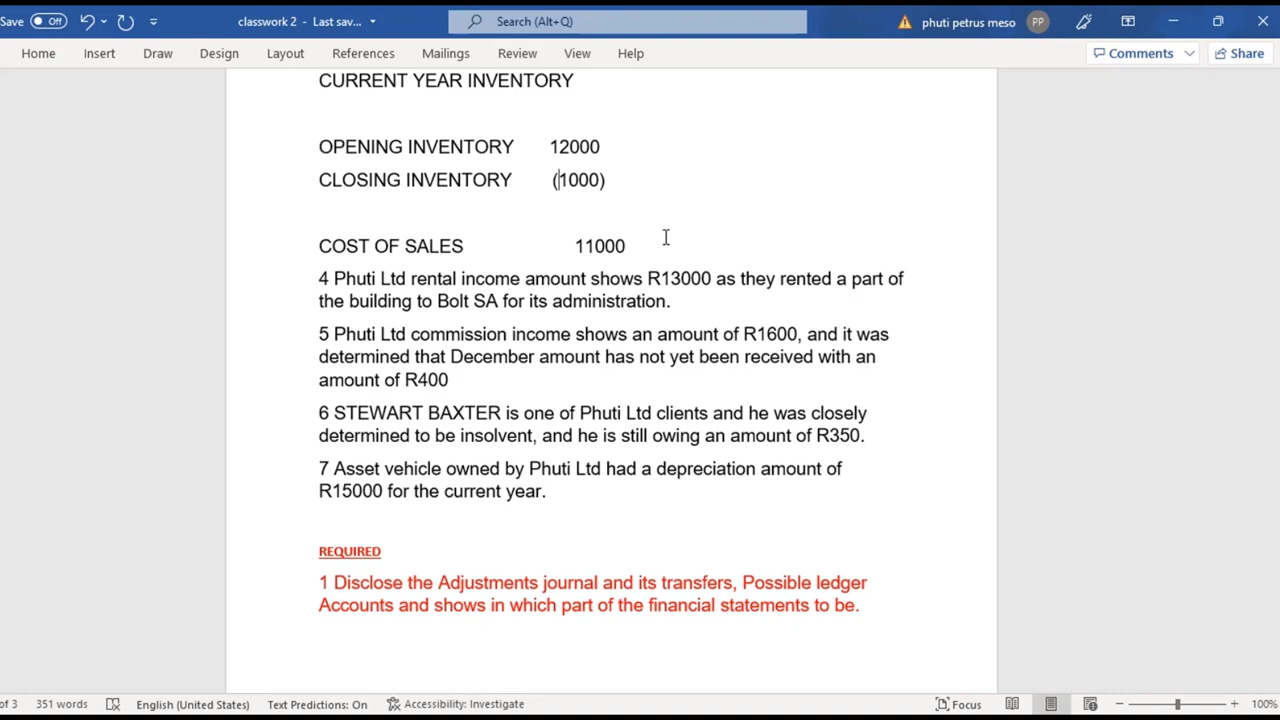 Save Off classwork 2 - Last sav... Search (Alt+Q) phuti petrus meso PP
Home Insert Draw Design Layout References Mailings Review View Help Comments Share
CURRENT YEAR INVENTORY
OPENING INVENTORY 12000
CLOSING INVENTORY (1000)
COST OF SALES 11000
4 Phuti Ltd rental income amount shows R13000 as they rented a part of
the building to Bolt SA for its administration.
5 Phuti Ltd commission income shows an amount of R1600, and it was
determined that December amount has not yet been received with an
amount of R400
6 STEWART BAXTER is one of Phuti Ltd clients and he was closely
determined to be insolvent, and he is still owing an amount of R350.
7 Asset vehicle owned by Phuti Ltd had a depreciation amount of
R15000 for the current year.
REQUIRED
1 Disclose the Adjustments journal and its transfers, Possible ledger
Accounts and shows in which part of the financial statements to be.
of 3 351 words English (United States) Text Predictions: On Accessibility: Investigate Focus 100%